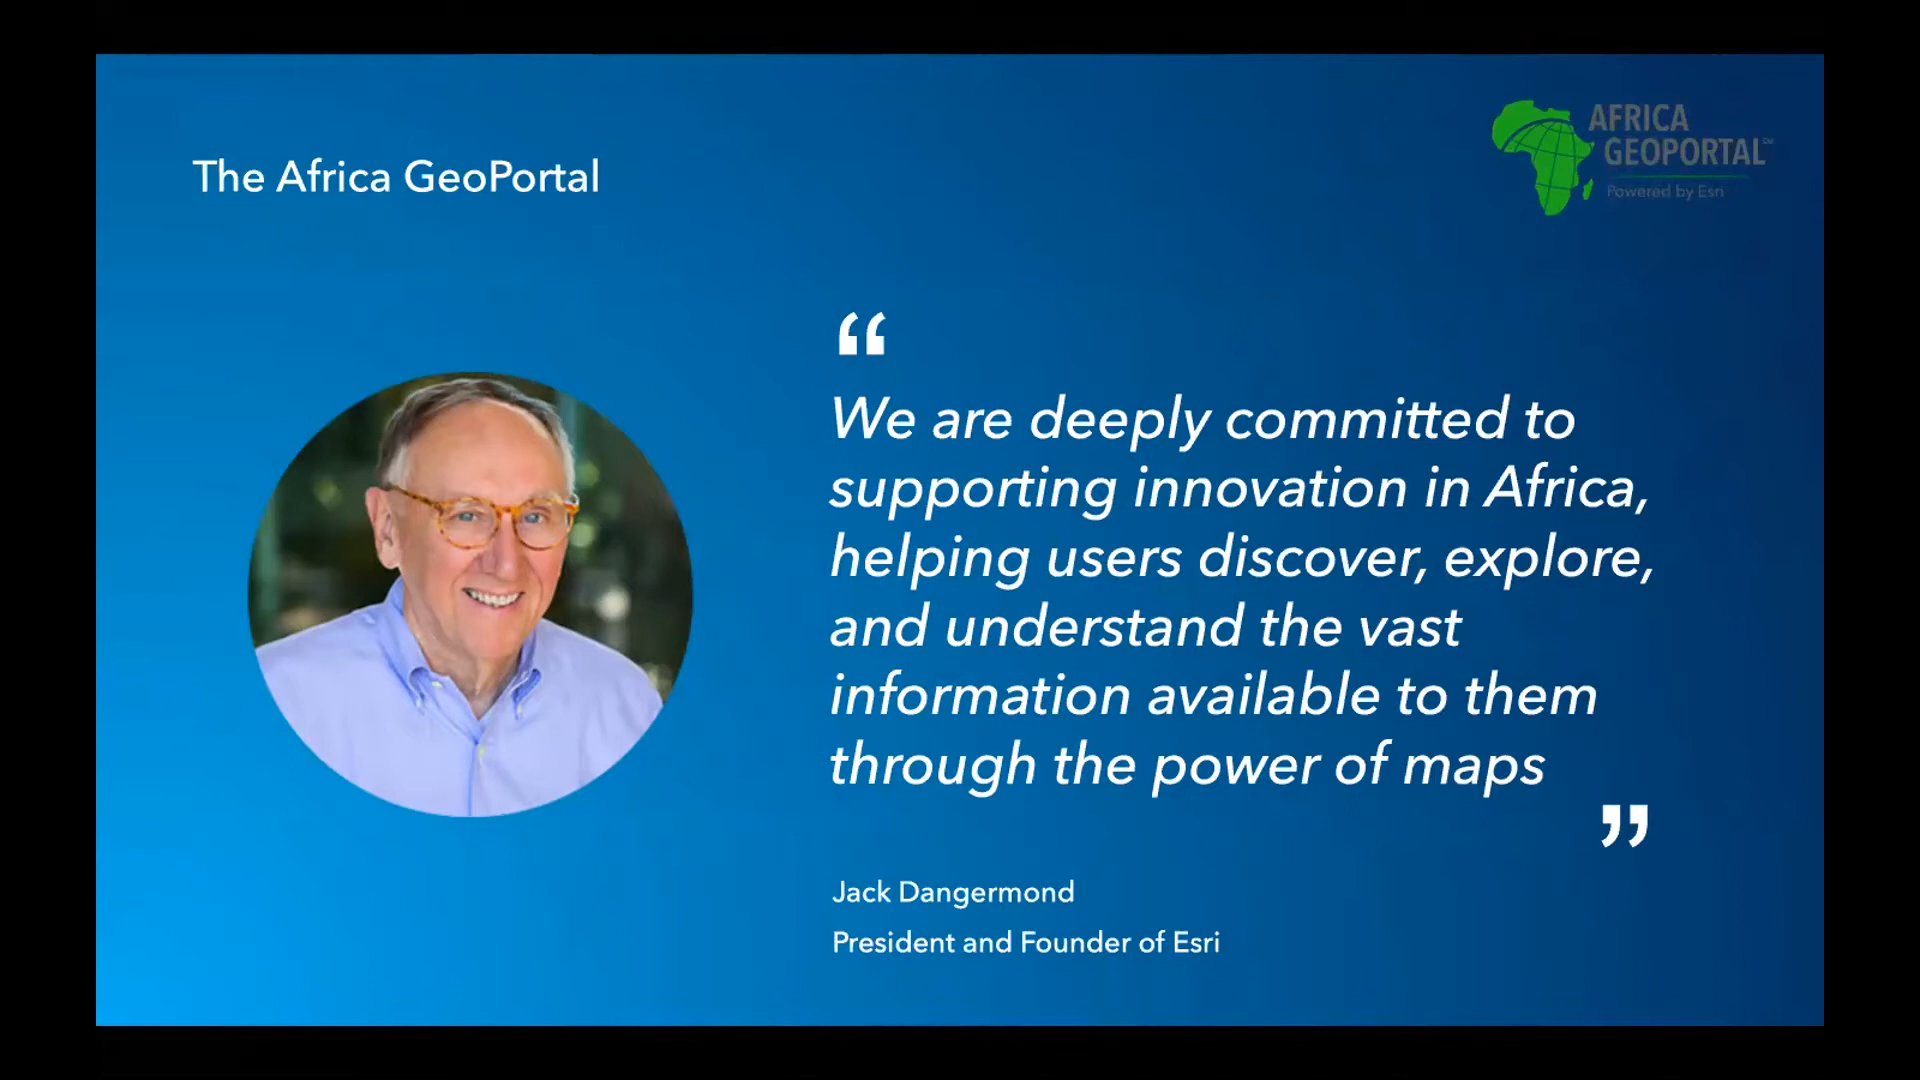 The Africa GeoPortal
AFRICA
GEOPORTAL℠
Powered by Esri
“
We are deeply committed to
supporting innovation in Africa,
helping users discover, explore,
and understand the vast
information available to them
through the power of maps
”
Jack Dangermond
President and Founder of Esri